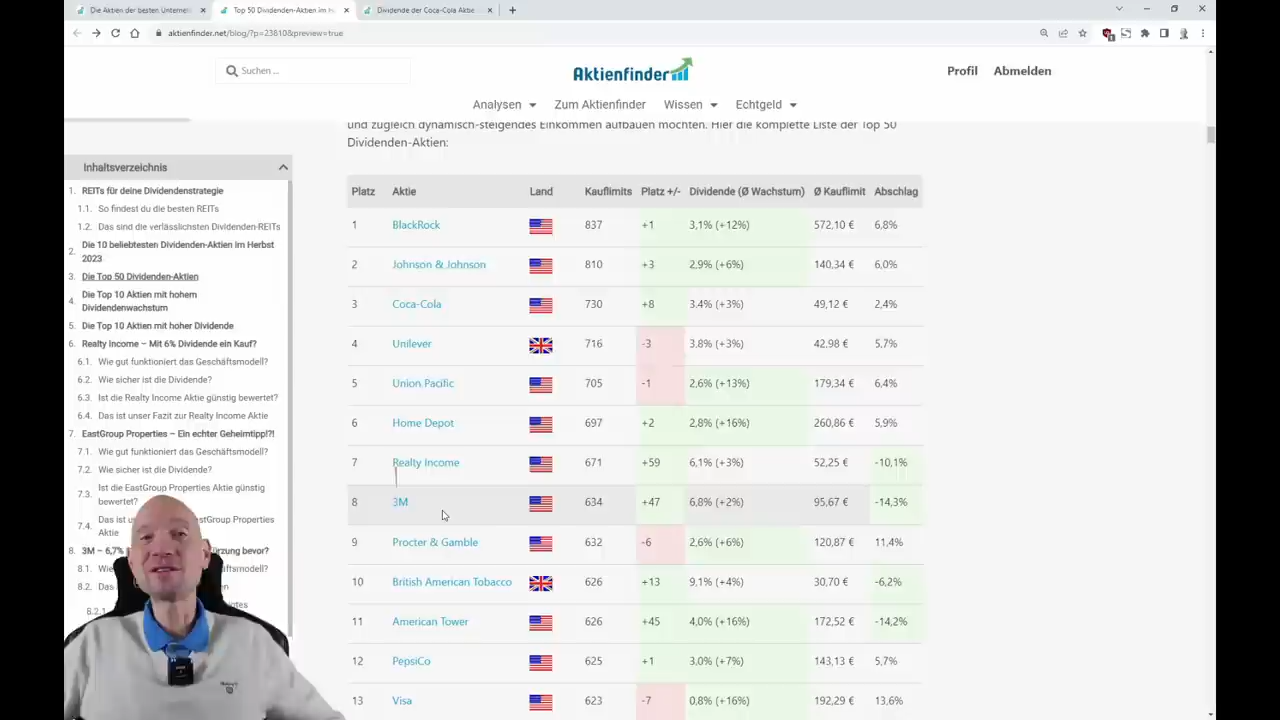 Die Aktien der besten Unterneh
Top 50 Dividenden-Aktien im H
Dividende der Coca-Cola Aktie
aktienfinder.net/blog/?p=23810&preview=true
Suchen ...
Aktienfinder
Profil
Abmelden
Analysen
Zum Aktienfinder
Wissen
Echtgeld
und zugleich dynamisch-steigendes Einkommen aufbauen möchten. Hier die komplette Liste der Top 50
Dividenden-Aktien:
Inhaltsverzeichnis
1. REITs für deine Dividendenstrategie
1.1. So findest du die besten REITs
1.2. Das sind die verlässlichsten Dividenden-REITs
2. Die 10 beliebtesten Dividenden-Aktien im Herbst
2023
3. Die Top 50 Dividenden-Aktien
4. Die Top 10 Aktien mit hohem
Dividendenwachstum
5. Die Top 10 Aktien mit hoher Dividende
6. Realty Income – Mit 6% Dividende ein Kauf?
6.1. Wie gut funktioniert das Geschäftsmodell?
6.2. Wie sicher ist die Dividende?
6.3. Ist die Realty Income Aktie günstig bewertet?
6.4. Das ist unser Fazit zur Realty Income Aktie
7. EastGroup Properties – Ein echter Geheimtipp!?!
7.1. Wie gut funktioniert das Geschäftsmodell?
7.2. Wie sicher ist die Dividende?
7.3. Ist die EastGroup Properties Aktie günstig
bewertet?
7.4. Das ist un EastGroup Properties
Aktie
8. 3M – 6,7% rzung bevor?
8.1. Wie chäftsmodell?
8.2. Das en
8.2.1
Platz Aktie Land Kauflimits Platz +/- Dividende (Ø Wachstum) Ø Kauflimit Abschlag
1 BlackRock 837 +1 3,1% (+12%) 572,10 € 6,8%
2 Johnson & Johnson 810 +3 2,9% (+6%) 140,34 € 6,0%
3 Coca-Cola 730 +8 3.4% (+3%) 49,12 € 2,4%
4 Unilever 716 -3 3.8% (+3%) 42,98 € 5,7%
5 Union Pacific 705 -1 2,6% (+13%) 179,34 € 6,4%
6 Home Depot 697 +2 2,8% (+16%) 260,86 € 5,9%
7 Realty Income 671 +59 6,1% (+3%) 52,25 € -10,1%
8 3M 634 +47 6,8% (+2%) 95,67 € -14,3%
9 Procter & Gamble 632 -6 2,6% (+6%) 120,87 € 11,4%
10 British American Tobacco 626 +13 9,1% (+4%) 30,70 € -6,2%
11 American Tower 626 +45 4,0% (+16%) 172,52 € -14,2%
12 PepsiCo 625 +1 3,0% (+7%) 143,13 € 5,7%
13 Visa 623 -7 0,8% (+16%) 192,29 € 13,6%